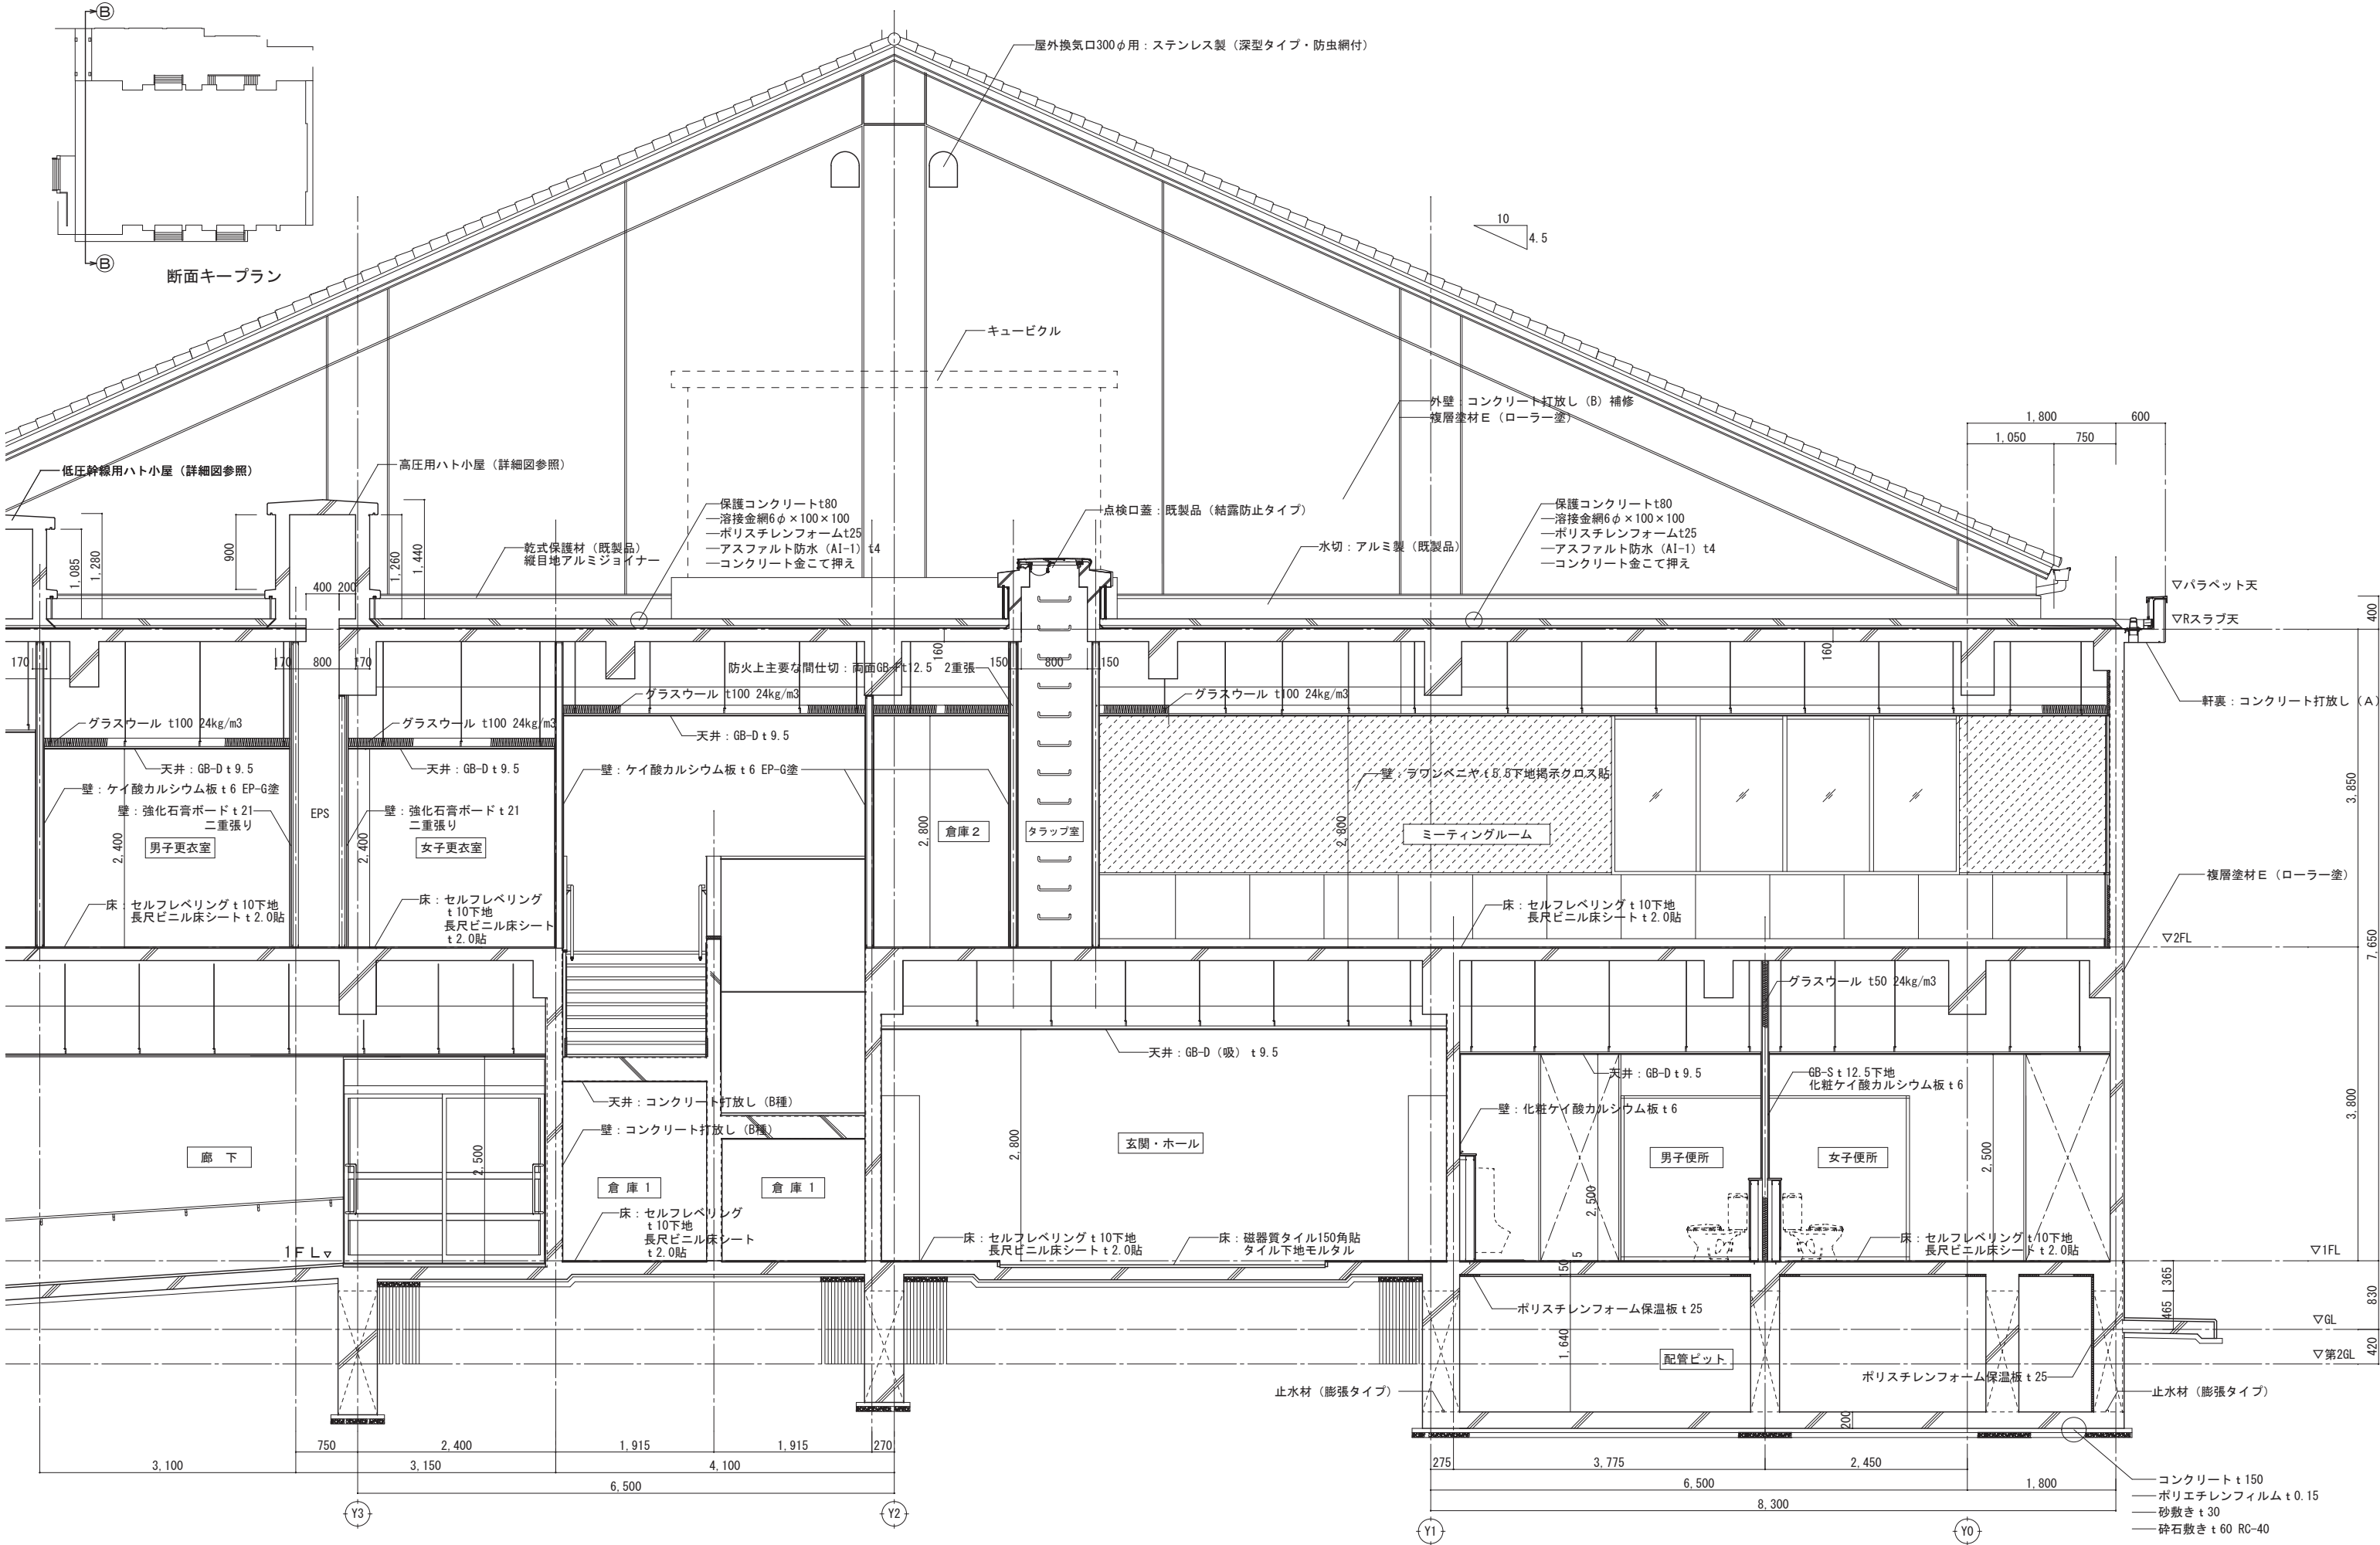 B
B
断面キープラン
屋外換気口300φ用：ステンレス製（深型タイプ・防虫網付）
10
4.5
キュービクル
外壁：コンクリート打放し（B）補修
複層塗材E（ローラー塗）
1,800
600
1,050
750
低圧幹線用ハト小屋（詳細図参照）
高圧用ハト小屋（詳細図参照）
保護コンクリートt80
溶接金網6φ×100×100
ポリスチレンフォームt25
アスファルト防水（AI-1）t4
コンクリート金こて押え
点検口蓋：既製品（結露防止タイプ）
保護コンクリートt80
溶接金網6φ×100×100
ポリスチレンフォームt25
アスファルト防水（AI-1）t4
コンクリート金こて押え
乾式保護材（既製品）
縦目地アルミジョイナー
水切：アルミ製（既製品）
1,085
1,280
900
1,260
1,440
400 200
▽パラペット天
▽Rスラブ天
400
170
170
800
170
160
防火上主要な間仕切：両面GB-Ft12.5 2重張
150
800
150
160
グラスウール t100 24kg/m3
グラスウール t100 24kg/m3
グラスウール t100 24kg/m3
グラスウール t100 24kg/m3
軒裏：コンクリート打放し（A）
天井：GB-D t9.5
天井：GB-D t9.5
天井：GB-D t9.5
壁：ケイ酸カルシウム板 t6 EP-G塗
壁：ケイ酸カルシウム板 t6 EP-G塗
壁：ラワンベニヤ t5.5下地掲示クロス貼
壁：強化石膏ボード t21
二重張り
EPS
壁：強化石膏ボード t21
二重張り
男子更衣室
女子更衣室
倉庫2
タラップ室
ミーティングルーム
2,400
2,400
2,800
2,800
3,850
床：セルフレベリング t10下地
長尺ビニル床シート t2.0貼
床：セルフレベリング
t10下地
長尺ビニル床シート
t2.0貼
床：セルフレベリング t10下地
長尺ビニル床シート t2.0貼
複層塗材E（ローラー塗）
▽2FL
7,650
グラスウール t50 24kg/m3
天井：GB-D（吸） t9.5
天井：GB-D t9.5
GB-S t12.5下地
化粧ケイ酸カルシウム板 t6
天井：コンクリート打放し（B種）
壁：コンクリート打放し（B種）
壁：化粧ケイ酸カルシウム板 t6
3,800
廊 下
2,500
倉 庫 1
倉 庫 1
2,800
玄関・ホール
男子便所
女子便所
2,500
2,500
床：セルフレベリング
t10下地
長尺ビニル床シート
t2.0貼
床：セルフレベリング t10下地
長尺ビニル床シート t2.0貼
床：磁器質タイル150角貼
タイル下地モルタル
床：セルフレベリング t10下地
長尺ビニル床シート t2.0貼
1FL▽
▽1FL
5
150
365
465
830
ポリスチレンフォーム保温板 t25
▽GL
1,640
配管ピット
▽第2GL
420
ポリスチレンフォーム保温板 t25
止水材（膨張タイプ）
止水材（膨張タイプ）
200
750
2,400
1,915
1,915
270
3,100
3,150
4,100
275
3,775
2,450
6,500
6,500
1,800
8,300
コンクリート t150
ポリエチレンフィルム t0.15
砂敷き t30
砕石敷き t60 RC-40
Y3
Y2
Y1
Y0